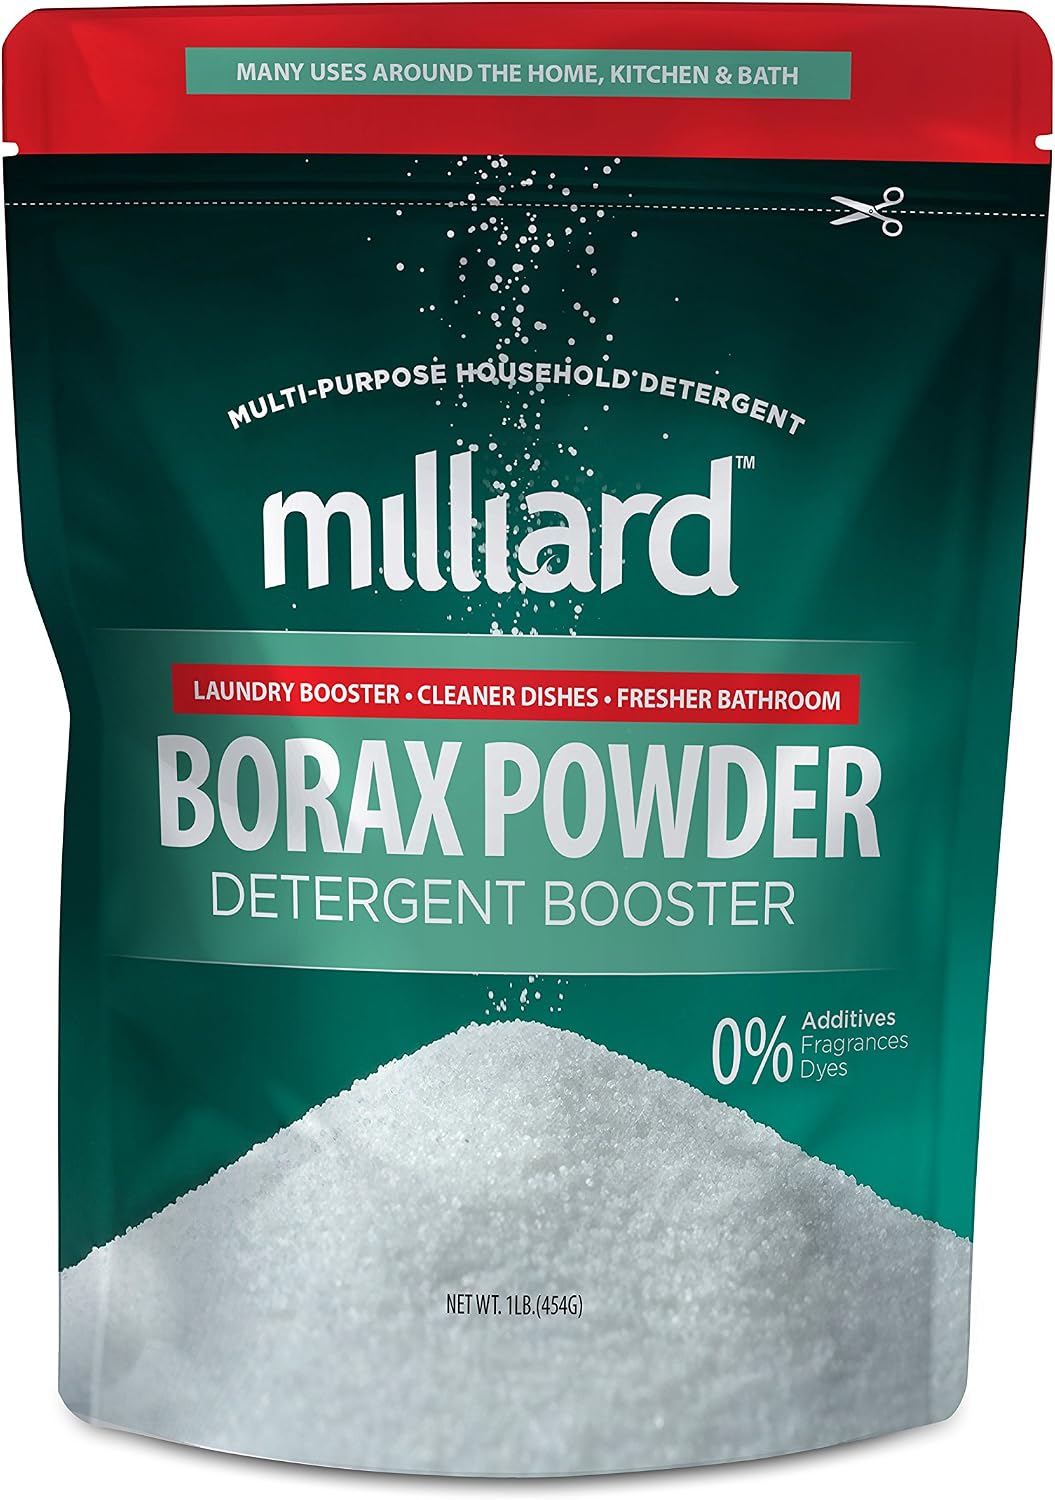 MANY USES AROUND THE HOME, KITCHEN & BATH
MULTI-PURPOSE HOUSEHOLD DETERGENT
milliard™
LAUNDRY BOOSTER • CLEANER DISHES • FRESHER BATHROOM
BORAX POWDER
DETERGENT BOOSTER
0% Additives
Fragrances
Dyes
NET WT. 1LB.(454G)